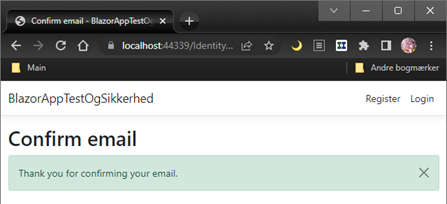 Confirm email - BlazorAppTestOg
localhost:44339/Identity...
Main
Andre bogmærker
BlazorAppTestOgSikkerhed
Register
Login
Confirm email
Thank you for confirming your email.